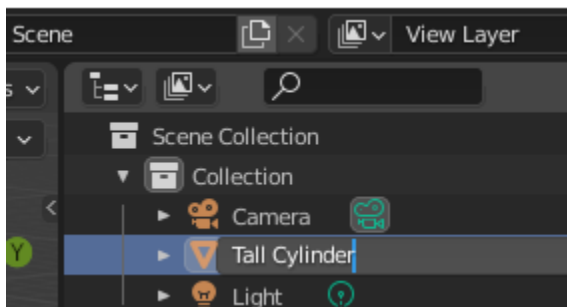 Scene View Layer
s
Scene Collection
Collection
Camera
Y Tall Cylinder
Light